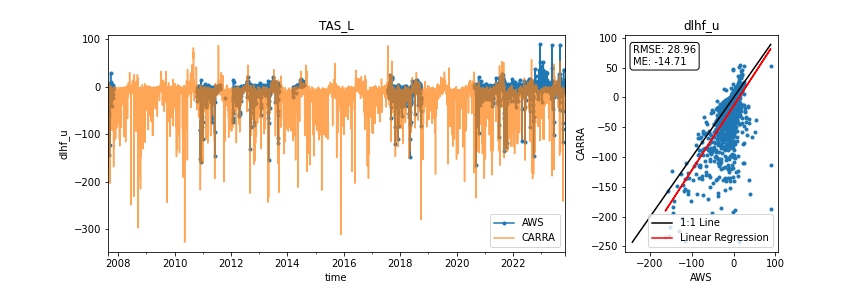 TAS_L
dlhf_u
100
0
−100
−200
−300
dlhf_u
2008
2010
2012
2014
2016
2018
2020
2022
time
AWS
CARRA
dlhf_u
RMSE: 28.96
ME: -14.71
100
50
0
−50
−100
−150
−200
−250
CARRA
1:1 Line
Linear Regression
−200
−100
0
100
AWS